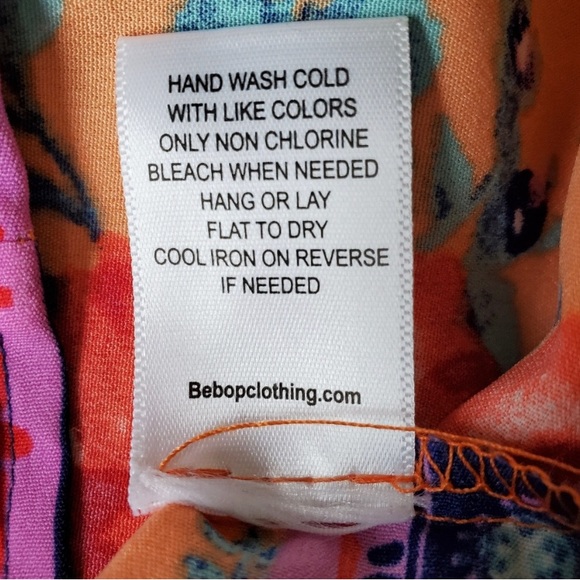 HAND WASH COLD
WITH LIKE COLORS
ONLY NON CHLORINE
BLEACH WHEN NEEDED
HANG OR LAY
FLAT TO DRY
COOL IRON ON REVERSE
IF NEEDED
Bebopclothing.com